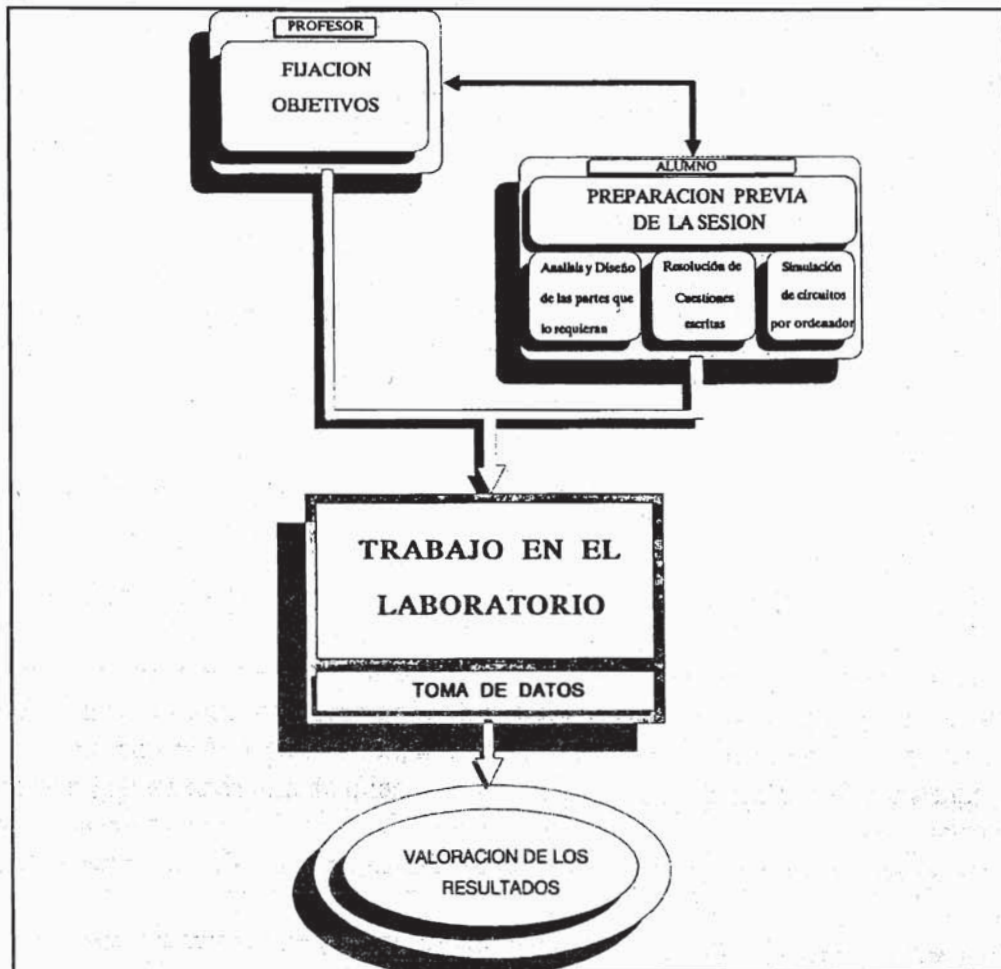 PROFESOR
FIJACION
OBJETIVOS
ALUMNO
PREPARACION PREVIA
DE LA SESION
Analisis y Diseño
de las partes que
lo requieran
Resolución de
Cuestiones
escritas
Simulación
de circuitos
por ordenador
TRABAJO EN EL
LABORATORIO
TOMA DE DATOS
VALORACION DE LOS
RESULTADOS